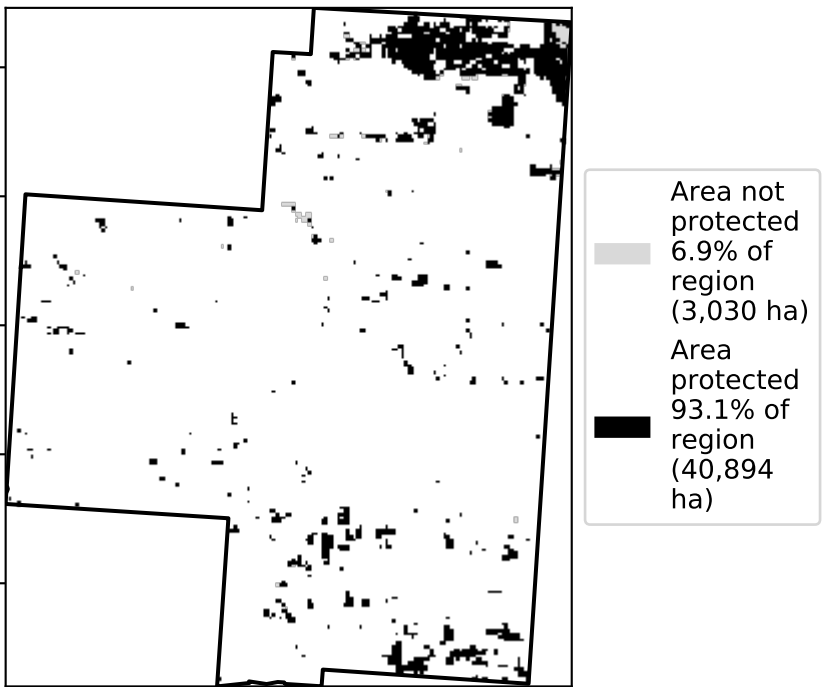 Area not
protected
6.9% of
region
(3,030 ha)
Area
protected
93.1% of
region
(40,894
ha)